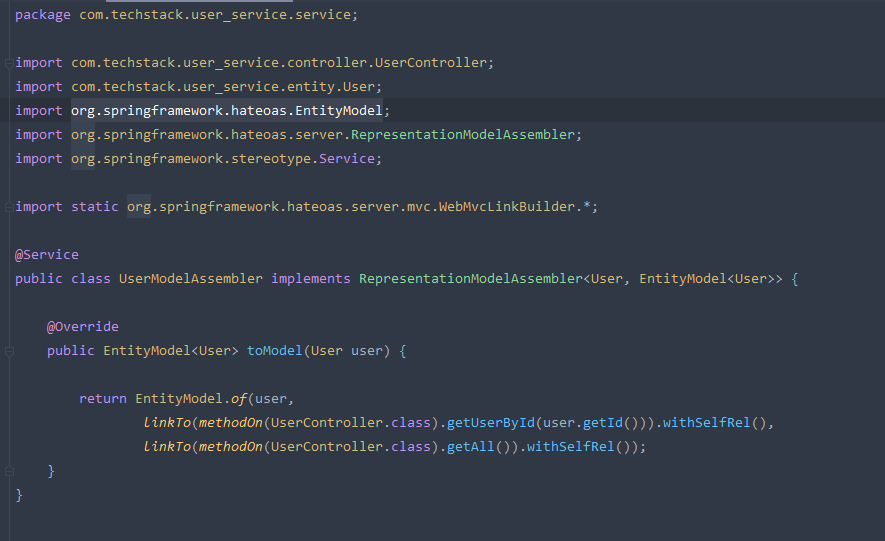 package com.techstack.user_service.service;
import com.techstack.user_service.controller.UserController;
import com.techstack.user_service.entity.User;
import org.springframework.hateoas.EntityModel;
import org.springframework.hateoas.server.RepresentationModelAssembler;
import org.springframework.stereotype.Service;
import static org.springframework.hateoas.server.mvc.WebMvcLinkBuilder.*;
@Service
public class UserModelAssembler implements RepresentationModelAssembler<User, EntityModel<User>> {
@Override
public EntityModel<User> toModel(User user) {
return EntityModel.of(user,
linkTo(methodOn(UserController.class).getUserById(user.getId())).withSelfRel(),
linkTo(methodOn(UserController.class).getAll()).withSelfRel());
}
}